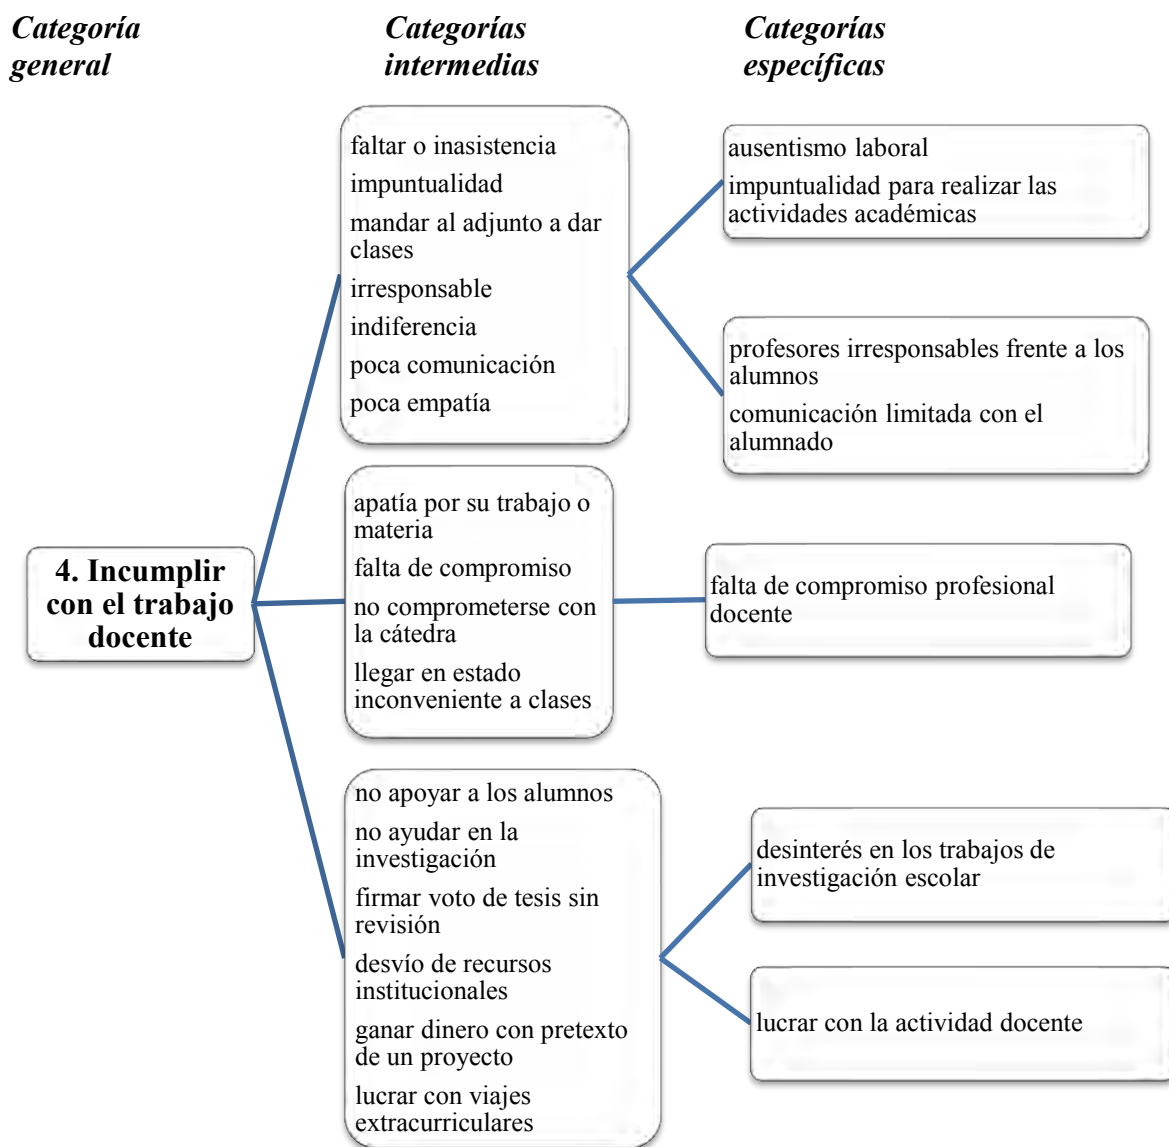 Categoría
general
Categorías
intermedias
Categorías
específicas
faltar o inasistencia
impuntualidad
mandar al adjunto a dar
clases
irresponsable
indiferencia
poca comunicación
poca empatía
ausentismo laboral
impuntualidad para realizar las
actividades académicas
profesores irresponsables frente a los
alumnos
comunicación limitada con el
alumnado
4. Incumplir
con el trabajo
docente
apatía por su trabajo o
materia
falta de compromiso
no comprometerse con
la cátedra
llegar en estado
inconveniente a clases
falta de compromiso profesional
docente
no apoyar a los alumnos
no ayudar en la
investigación
firmar voto de tesis sin
revisión
desvío de recursos
institucionales
ganar dinero con pretexto
de un proyecto
lucrar con viajes
extracurriculares
desinterés en los trabajos de
investigación escolar
lucrar con la actividad docente